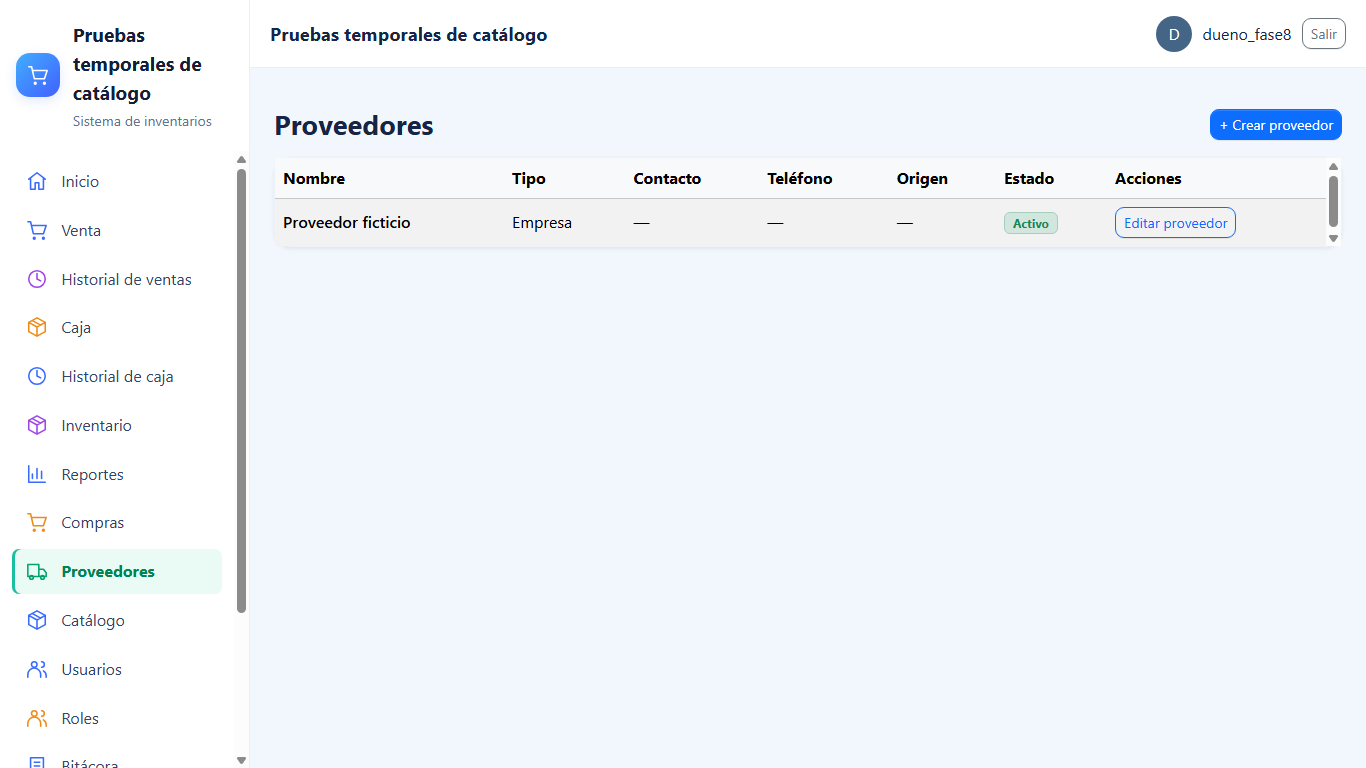 Pruebas
temporales de
catálogo
Sistema de inventarios
Pruebas temporales de catálogo
D
dueno_fase8
Salir
Inicio
Venta
Historial de ventas
Caja
Historial de caja
Inventario
Reportes
Compras
Proveedores
Catálogo
Usuarios
Roles
Bitácora
Proveedores
+ Crear proveedor
Nombre Tipo Contacto Teléfono Origen Estado Acciones
Proveedor ficticio Empresa — — — Activo Editar proveedor